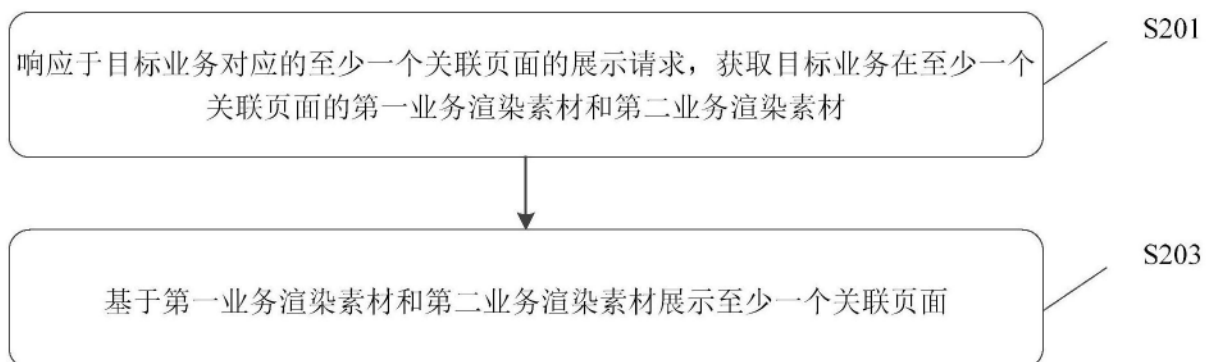 S201
响应于目标业务对应的至少一个关联页面的展示请求，获取目标业务在至少一个
关联页面的第一业务渲染素材和第二业务渲染素材
S203
基于第一业务渲染素材和第二业务渲染素材展示至少一个关联页面